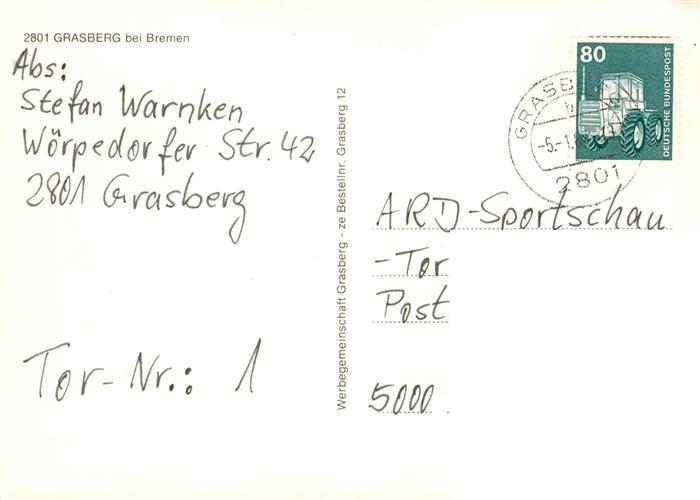 2801 GRASBERG bei Bremen
Abs:
Stefan Warnken
Wörpedorfer Str. 42
2801 Grasberg
Tor-Nr.: 1
Werbegemeinschaft Grasberg - ze Bestellnr. Grasberg 12
80
DEUTSCHE BUNDESPOST
2801
ARD-Sportschau
-Tor
Post
5000